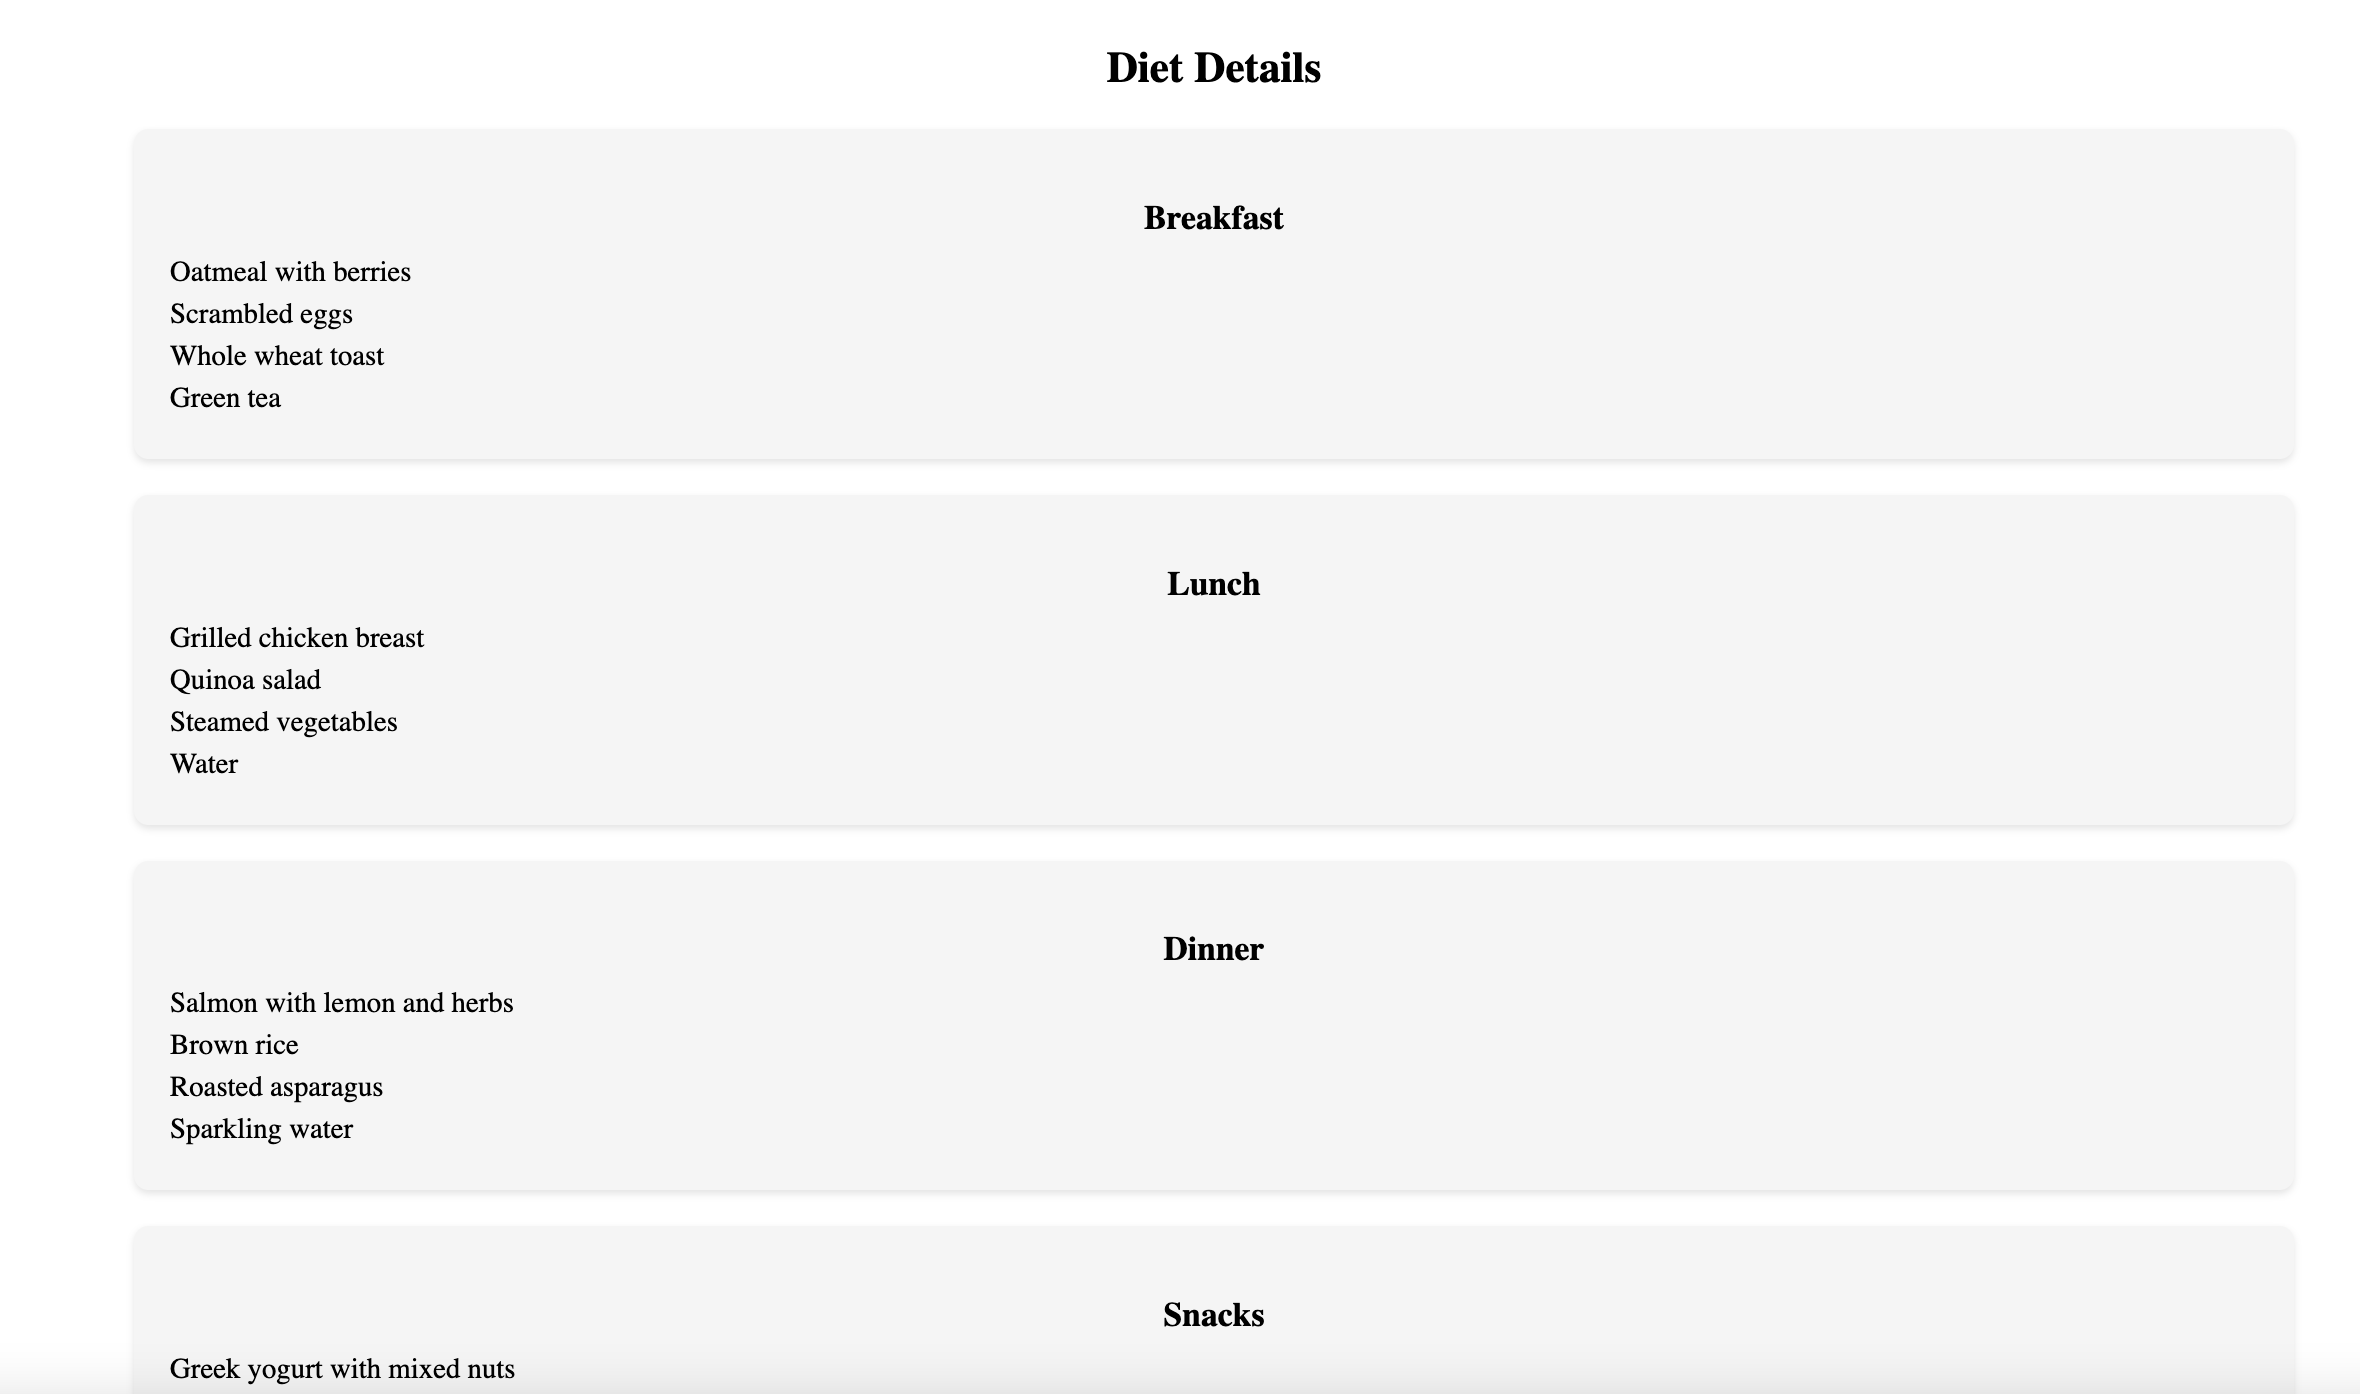 Diet Details
Breakfast
Oatmeal with berries
Scrambled eggs
Whole wheat toast
Green tea
Lunch
Grilled chicken breast
Quinoa salad
Steamed vegetables
Water
Dinner
Salmon with lemon and herbs
Brown rice
Roasted asparagus
Sparkling water
Snacks
Greek yogurt with mixed nuts